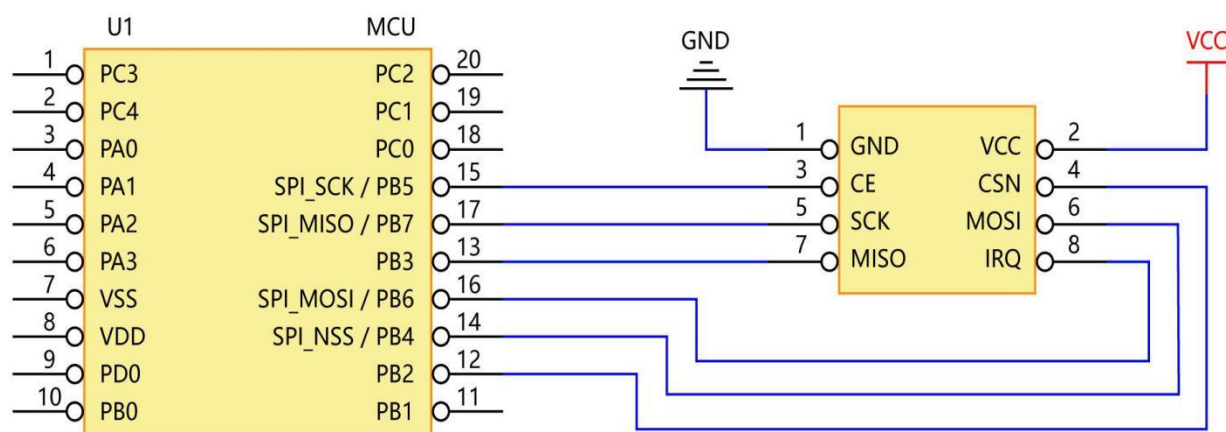 U1 MCU
1 PC3 PC2 20
2 PC4 PC1 19
3 PA0 PC0 18
4 PA1 SPI_SCK / PB5 15
5 PA2 SPI_MISO / PB7 17
6 PA3 PB3 13
7 VSS SPI_MOSI / PB6 16
8 VDD SPI_NSS / PB4 14
9 PD0 PB2 12
10 PB0 PB1 11
GND
VCC
1 GND VCC 2
3 CE CSN 4
5 SCK MOSI 6
7 MISO IRQ 8